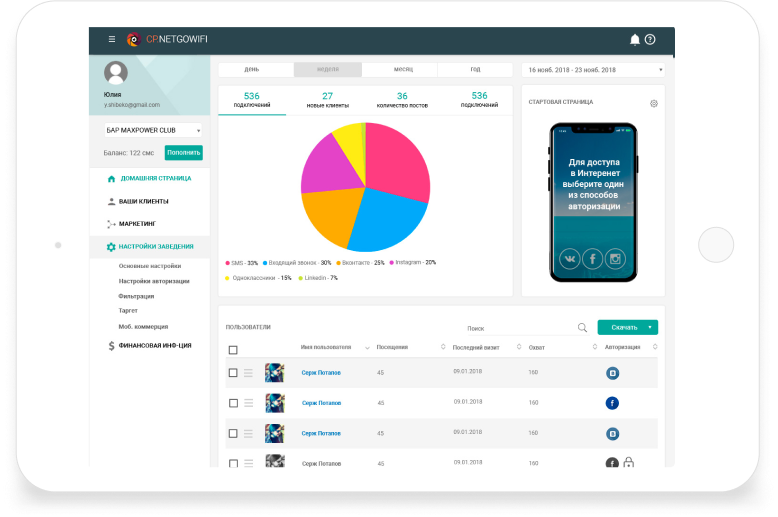 CP.NETGOWIFI
Юлия
y.shibeko@gmail.com
БАР MAXPOWER CLUB
Баланс: 122 смс
Пополнить
ДОМАШНЯЯ СТРАНИЦА
ВАШИ КЛИЕНТЫ
МАРКЕТИНГ
НАСТРОЙКИ ЗАВЕДЕНИЯ
Основные настройки
Настройки авторизации
Фильтрация
Таргет
Моб. коммерция
ФИНАНСОВАЯ ИНФ-ЦИЯ
день неделя месяц год
16 нояб. 2018 - 23 нояб. 2018
536 27 36 536
подключений новые клиенты количество постов подключений
SMS - 33% Входящий звонок - 30% Вконтакте - 25% Instagram - 20%
Одноклассники - 15% LinkedIn - 7%
СТАРТОВАЯ СТРАНИЦА
Для доступа
в Интеренет
выберите один
из способов
авторизации
ПОЛЬЗОВАТЕЛИ Поиск Скачать
Имя пользователя Посещения Последний визит Охват Авторизация
Серж Потапов 45 09.01.2018 160
Серж Потапов 45 09.01.2018 160
Серж Потапов 45 09.01.2018 160
Серж Потапов 45 09.01.2018 160